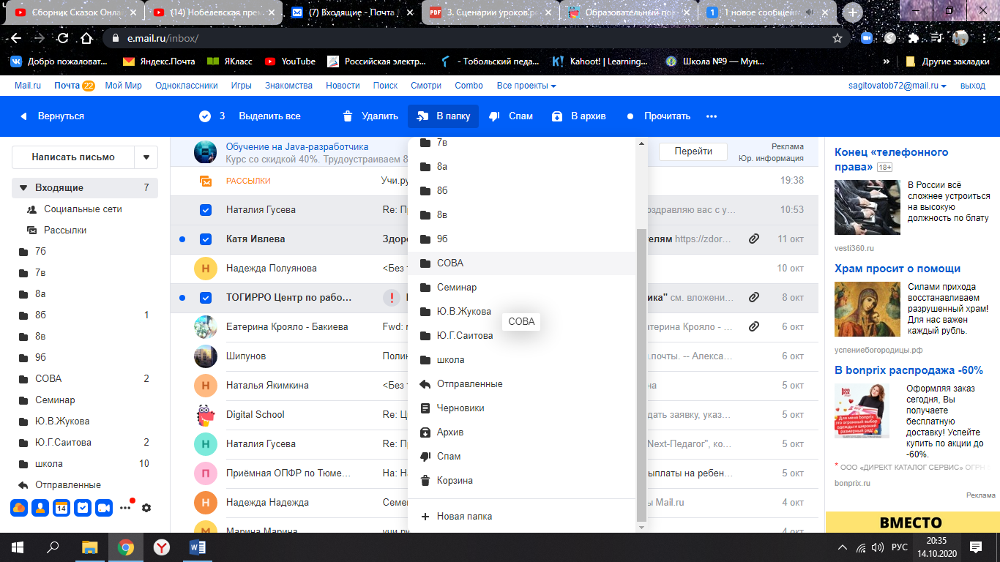 Сборник Сказок Онла
(14) Нобелевская прем
(7) Входящие - Почта
PDF 3. Сценарии уроков.p
Образовательный пор
1 1 новое сообщени
e.mail.ru/inbox/
Добро пожаловат...
Яндекс.Почта
ЯКласс
YouTube
Российская электр...
- Тобольский педа...
Kahoot! | Learning...
Школа №9 — Мун...
»
Другие закладки
Mail.ru Почта 22 Мой Мир Одноклассники Игры Знакомства Новости Поиск Смотри Combo Все проекты
sagitovatob72@mail.ru выход
Вернуться
3 Выделить все
Удалить
В папку
Спам
В архив
Прочитать
Написать письмо
Входящие 7
Социальные сети
Рассылки
7б
7в
8а
8б 1
8в
9б
СОВА 2
Семинар
Ю.В.Жукова
Ю.Г.Саитова 2
школа 10
Отправленные
14
Обучение на Java-разработчика
Курс со скидкой 40%. Трудоустраиваем 8
Перейти
Реклама
Юр. информация
РАССЫЛКИ Учи.ру 19:38
Наталия Гусева Re: П оздравляю вас с у... 10:53
Катя Ивлева Здоро телям https://zdor... 11 окт
Н Надежда Полуянова <Без т 10 окт
ТОГИРРО Центр по рабо... ! ика" см. вложени... 8 окт
Еатерина Крояло - Бакиева Fwd: м атерина Крояло - ... 6 окт
Шипунов Полин .почты. -- Алекса... 6 окт
Н Наталья Якимкина <Без т на 5 окт
Digital School Re: Ц дать заявку, указ... 5 окт
Н Наталия Гусева Re: П Next-Педагог", ко... 5 окт
П Приёмная ОПФР по Тюме... На: Н ыплаты на ребен... 5 окт
Н Надежда Надежда Семе ы Mail.ru 4 окт
М Марина Марина учи.ру 4 окт
7в
8а
8б
8в
9б
СОВА
Семинар
Ю.В.Жукова
СОВА
Ю.Г.Саитова
школа
Отправленные
Черновики
Архив
Спам
Корзина
Новая папка
Конец «телефонного
права» 18+
В России всё
сложнее устроиться
на высокую
должность по блату
vesti360.ru
Храм просит о помощи
Силами прихода
восстанавливаем
разрушенный храм!
Для нас важен
каждый рубль.
успениебогородицы.рф
В bonprix распродажа -60%
Оформляя заказ
сегодня, Вы
получаете
бесплатную
доставку! Успейте
купить по акции до
-60%.
* ООО «ДИРЕКТ КАТАЛОГ СЕРВИС» ОГРН
bonprix.ru
Реклама
ВМЕСТО
РУС
20:35
14.10.2020